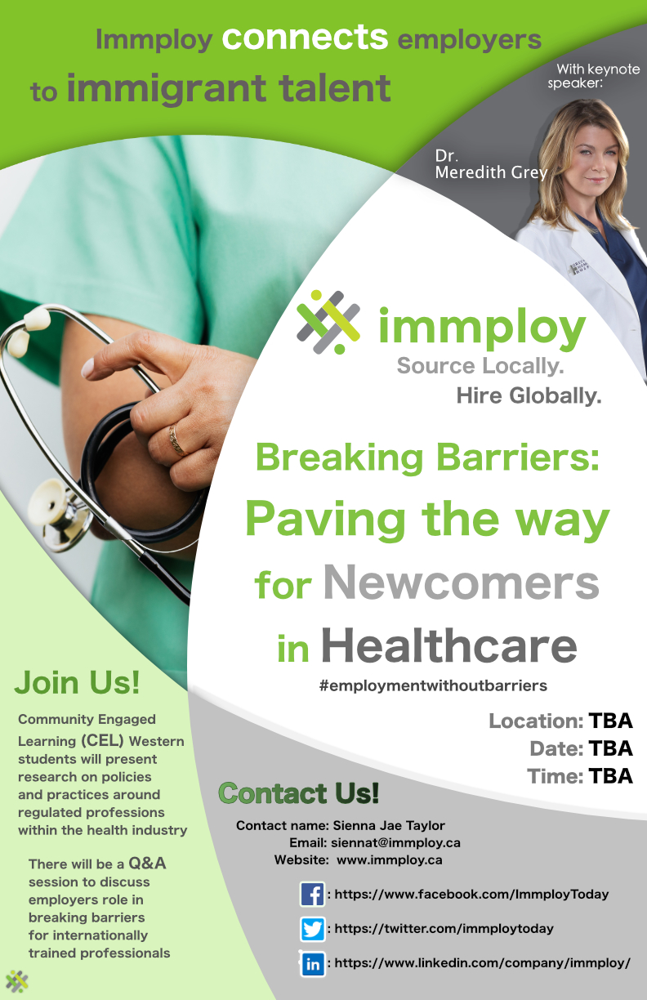 Immploy connects employers
to immigrant talent
With keynote
speaker:
Dr.
Meredith Grey
immploy
Source Locally.
Hire Globally.
Breaking Barriers:
Paving the way
for Newcomers
in Healthcare
#employmentwithoutbarriers
Location: TBA
Date: TBA
Time: TBA
Join Us!
Community Engaged
Learning (CEL) Western
students will present
research on policies
and practices around
regulated professions
within the health industry
There will be a Q&A
session to discuss
employers role in
breaking barriers
for internationally
trained professionals
Contact Us!
Contact name: Sienna Jae Taylor
Email: siennat@immploy.ca
Website: www.immploy.ca
: https://www.facebook.com/ImmployToday
: https://twitter.com/immploytoday
in : https://www.linkedin.com/company/immploy/